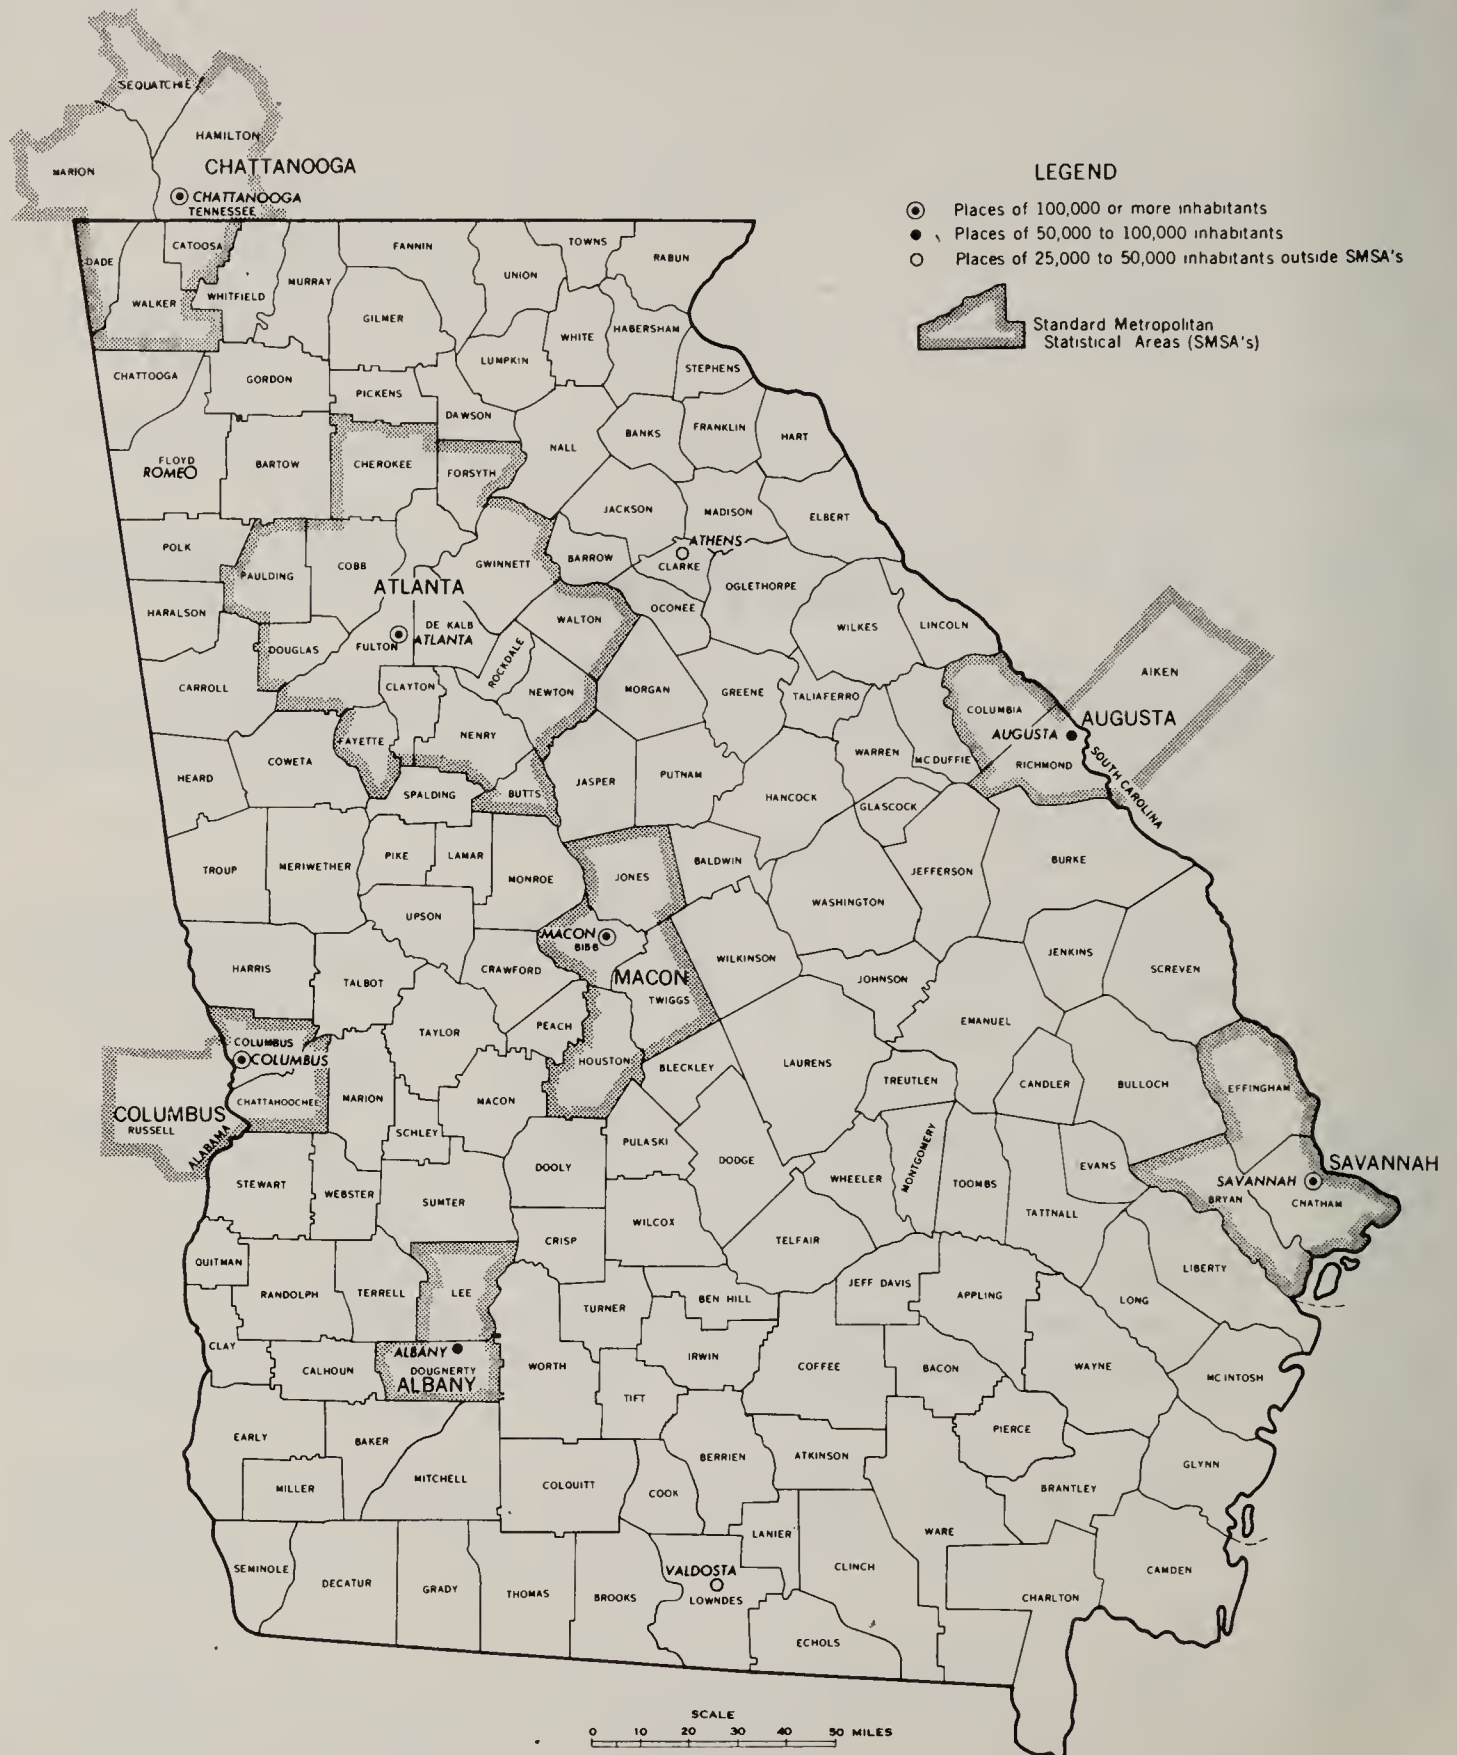 SEQUATCHIE
HAMILTON
MARION
CHATTANOOGA
CHATTANOOGA
TENNESSEE
LEGEND
Places of 100,000 or more inhabitants
Places of 50,000 to 100,000 inhabitants
Places of 25,000 to 50,000 inhabitants outside SMSA's
Standard Metropolitan
Statistical Areas (SMSA's)
DADE
CATOOSA
WALKER
WHITFIELD
MURRAY
FANNIN
GILMER
UNION
TOWNS
RABUN
WHITE
HABERSHAM
LUMPKIN
STEPHENS
CHATTOOGA
GORDON
PICKENS
DAWSON
NALL
BANKS
FRANKLIN
HART
FLOYD
ROME
BARTOW
CHEROKEE
FORSYTH
JACKSON
MADISON
ELBERT
POLK
PAULDING
COBB
GWINNETT
BARROW
ATHENS
CLARKE
OGLETHORPE
ATLANTA
HARALSON
DOUGLAS
FULTON
DE KALB
ATLANTA
ROCKDALE
WALTON
OCONEE
WILKES
LINCOLN
AIKEN
CARROLL
CLAYTON
NEWTON
MORGAN
GREENE
TALIAFERRO
COLUMBIA
AUGUSTA
AUGUSTA
RICHMOND
SOUTH CAROLINA
HEARD
COWETA
FAYETTE
NENRY
SPALDING
BUTTS
JASPER
PUTNAM
HANCOCK
WARREN
MC DUFFIE
GLASCOCK
TROUP
MERIWETHER
PIKE
LAMAR
MONROE
JONES
BALDWIN
WASHINGTON
JEFFERSON
BURKE
UPSON
MACON
BIBB
MACON
TWIGGS
WILKINSON
JOHNSON
JENKINS
SCREVEN
HARRIS
TALBOT
CRAWFORD
TAYLOR
PEACH
HOUSTON
BLECKLEY
LAURENS
EMANUEL
COLUMBUS
COLUMBUS
CHATTAHOOCHEE
COLUMBUS
RUSSELL
ALABAMA
MARION
SCHLEY
MACON
PULASKI
DODGE
TREUTLEN
CANDLER
BULLOCH
EFFINGHAM
STEWART
WEBSTER
SUMTER
DOOLY
WHEELER
MONTGOMERY
TOOMBS
EVANS
TATTNALL
SAVANNAH
SAVANNAH
BRYAN
CNATHAM
QUITMAN
RANDOLPH
TERRELL
LEE
CRISP
WILCOX
TELFAIR
JEFF DAVIS
APPLING
LONG
LIBERTY
CLAY
CALHOUN
ALBANY
DOUGNERTY
ALBANY
WORTH
TURNER
BEN HILL
IRWIN
TIFT
COFFEE
BACON
WAYNE
MC INTOSH
EARLY
BAKER
MILLER
MITCHELL
COLQUITT
COOK
BERRIEN
ATKINSON
PIERCE
BRANTLEY
GLYNN
SEMINOLE
DECATUR
GRADY
THOMAS
BROOKS
VALDOSTA
LOWNDES
LANIER
CLINCH
ECHOLS
WARE
CHARLTON
CAMDEN
SCALE
0 10 20 30 40 50 MILES